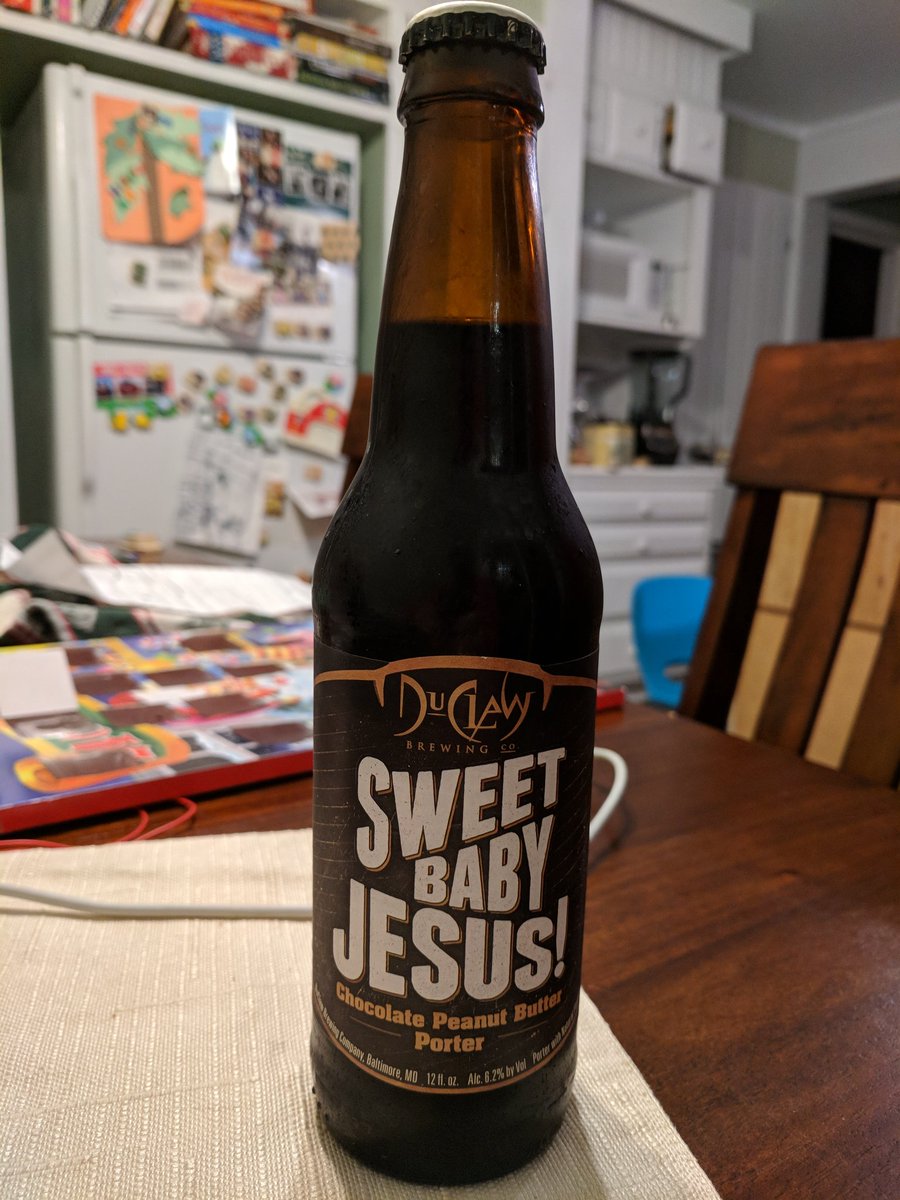 DuClaw
BREWING CO
SWEET
BABY
JESUS!
Chocolate Peanut Butter
Porter
Brewing Company, Baltimore, MD 12 fl. oz. Alc. 6.2% by Vol Porter with